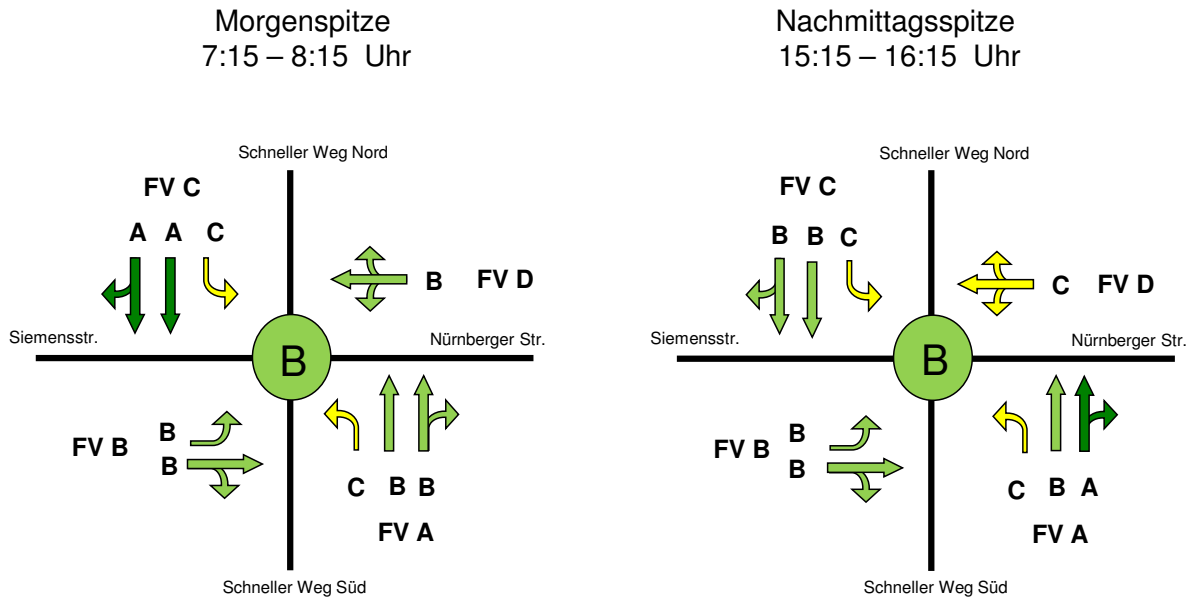 Morgenspitze
7:15 – 8:15 Uhr
Schneller Weg Nord
FV C
A A C
B FV D
Siemensstr.
Nürnberger Str.
B
FV B
B
B
C B B
FV A
Schneller Weg Süd
Nachmittagsspitze
15:15 – 16:15 Uhr
Schneller Weg Nord
FV C
B B C
C FV D
Siemensstr.
Nürnberger Str.
B
FV B
B
B
C B A
FV A
Schneller Weg Süd